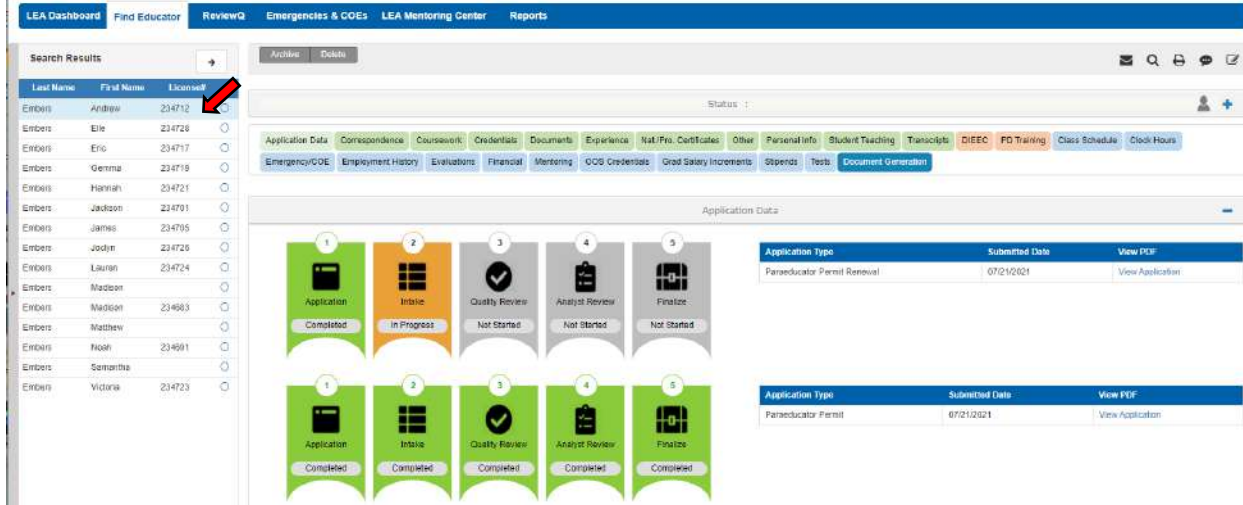 LEA Dashboard Find Educator ReviewQ Emergencies & COEs LEA Mentoring Center Reports
Search Results
Archive Delete
Last Name First Name License#
Embers Andrew 234712
Embers Elle 234728
Embers Eric 234717
Embers Gemma 234719
Embers Hannah 234721
Embers Jackson 234701
Embers James 234705
Embers Joclyn 234726
Embers Lauren 234724
Embers Madison
Embers Madison 234683
Embers Matthew
Embers Noah 234691
Embers Samantha
Embers Victoria 234723
Status :
Application Data Correspondence Coursework Credentials Documents Experience Nat./Pro. Certificates Other Personal Info Student Teaching Transcripts DIEEC PD Training Class Schedule Clock Hours
Emergency/COE Employment History Evaluations Financial Mentoring OOS Credentials Grad Salary Increments Stipends Tests Document Generation
Application Data
1 2 3 4 5
Application Intake Quality Review Analyst Review Finalize
Completed In Progress Not Started Not Started Not Started
Application Type Submitted Date View PDF
Paraeducator Permit Renewal 07/21/2021 View Application
1 2 3 4 5
Application Intake Quality Review Analyst Review Finalize
Completed Completed Completed Completed Completed
Application Type Submitted Date View PDF
Paraeducator Permit 07/21/2021 View Application